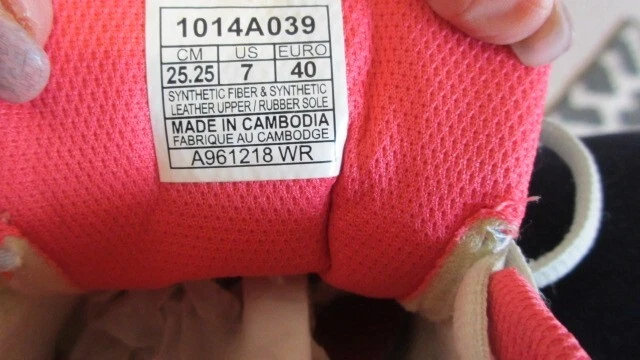 1014A039
CM US EURO
25.25 7 40
SYNTHETIC FIBER & SYNTHETIC
LEATHER UPPER / RUBBER SOLE
MADE IN CAMBODIA
FABRIQUE AU CAMBODGE
A961218 WR